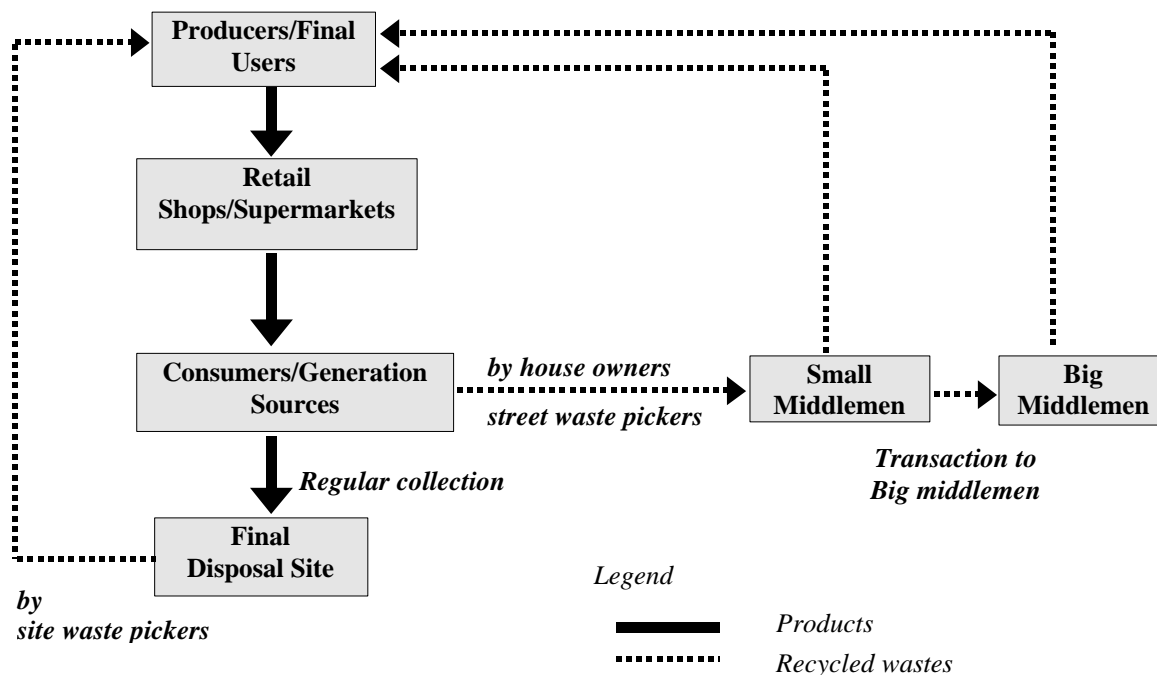 Producers/Final
Users
Retail
Shops/Supermarkets
Consumers/Generation
Sources
by house owners
street waste pickers
Small
Middlemen
Big
Middlemen
Transaction to
Big middlemen
Regular collection
Final
Disposal Site
by
site waste pickers
Legend
Products
Recycled wastes